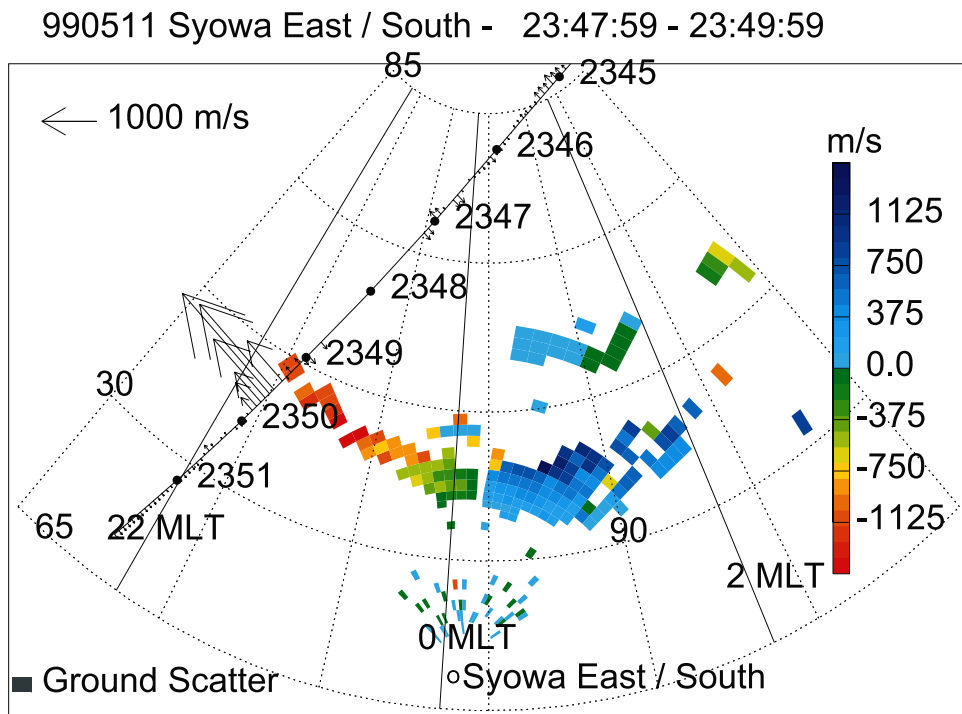 990511 Syowa East / South - 23:47:59 - 23:49:59
85
2345
1000 m/s
m/s
2346
2347
1125
2348
750
375
2349
0.0
30
2350
-375
-750
2351
-1125
65
22 MLT
90
2 MLT
0 MLT
Ground Scatter
Syowa East / South